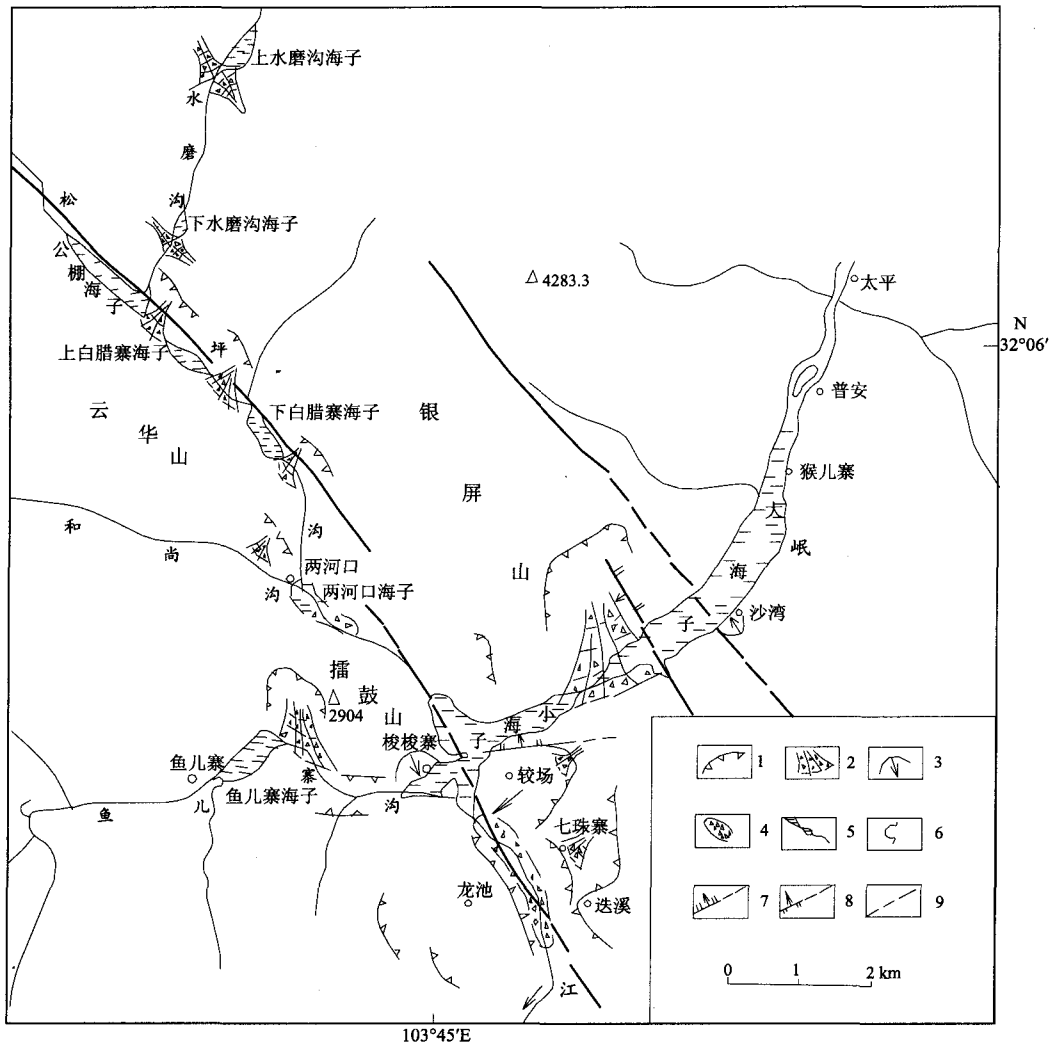 上水磨沟海子
水
磨
沟
下水磨沟海子
松
坪
沟
公
棚
海
子
上白腊寨海子
下白腊寨海子
云
华
山
银
屏
山
△ 4283.3
太平
N
32°06′
普安
猴儿寨
大
海
子
岷
江
沙湾
和
尚
沟
两河口
两河口海子
擂
鼓
山
△
2904
小
海
子
梭梭寨
较场
鱼儿寨
鱼儿寨海子
鱼
儿
寨
沟
七珠寨
龙池
迭溪
1
2
3
4
5
6
7
8
9
0 1 2 km
103°45′E